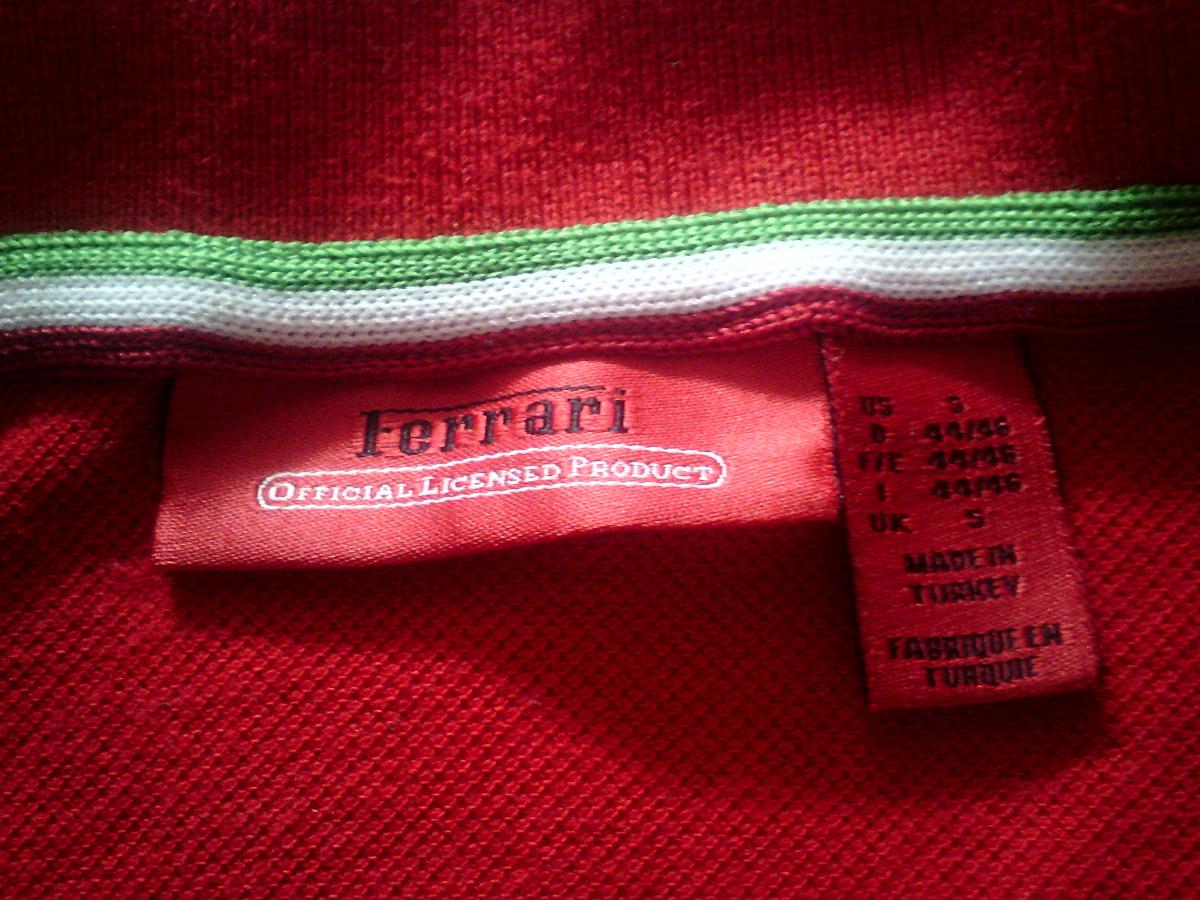 Ferrari
OFFICIAL LICENSED PRODUCT
US S
D 44/46
F/E 44/46
I 44/46
UK S
MADE IN
TURKEY
FABRIQUE EN
TURQUIE